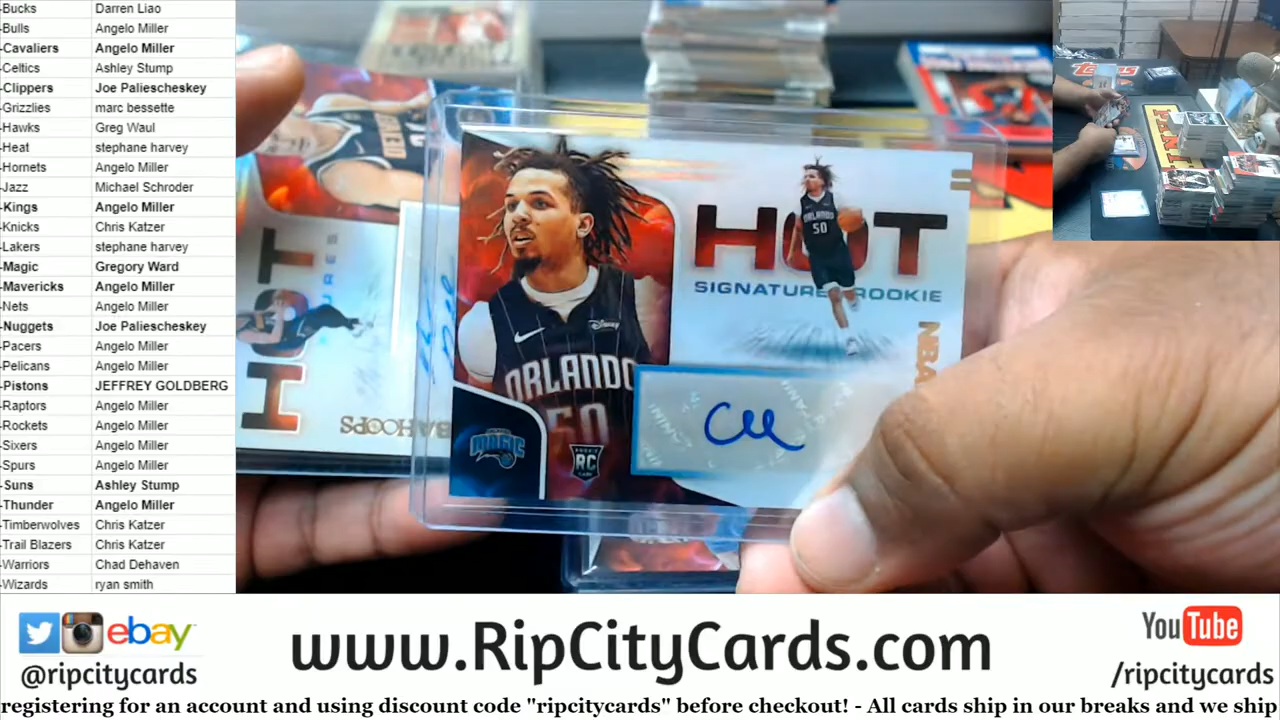 -Bucks Darren Liao
-Bulls Angelo Miller
-Cavaliers Angelo Miller
-Celtics Ashley Stump
-Clippers Joe Paliescheskey
-Grizzlies marc bessette
-Hawks Greg Waul
-Heat stephane harvey
-Hornets Angelo Miller
-Jazz Michael Schroder
-Kings Angelo Miller
-Knicks Chris Katzer
-Lakers stephane harvey
-Magic Gregory Ward
-Mavericks Angelo Miller
-Nets Angelo Miller
-Nuggets Joe Paliescheskey
-Pacers Angelo Miller
-Pelicans Angelo Miller
-Pistons JEFFREY GOLDBERG
-Raptors Angelo Miller
-Rockets Angelo Miller
-Sixers Angelo Miller
-Spurs Angelo Miller
-Suns Ashley Stump
-Thunder Angelo Miller
-Timberwolves Chris Katzer
-Trail Blazers Chris Katzer
-Warriors Chad Dehaven
-Wizards ryan smith
HOT
HOT
SIGNATURE ROOKIE
ORLANDO
50
Disney
ORLANDO
50
MAGIC
RC
NBA
ebay
@ripcitycards
www.RipCityCards.com
YouTube
/ripcitycards
registering for an account and using discount code "ripcitycards" before checkout! - All cards ship in our breaks and we ship